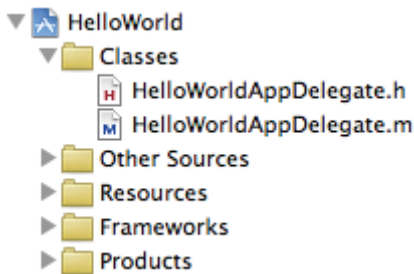 HelloWorld
Classes
H HelloWorldAppDelegate.h
M HelloWorldAppDelegate.m
Other Sources
Resources
Frameworks
Products